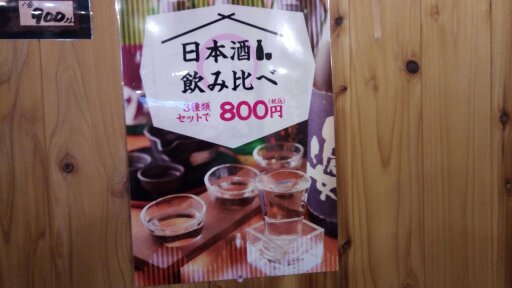 900
日本酒
飲み比べ
3種類
セットで
800円
(税込)